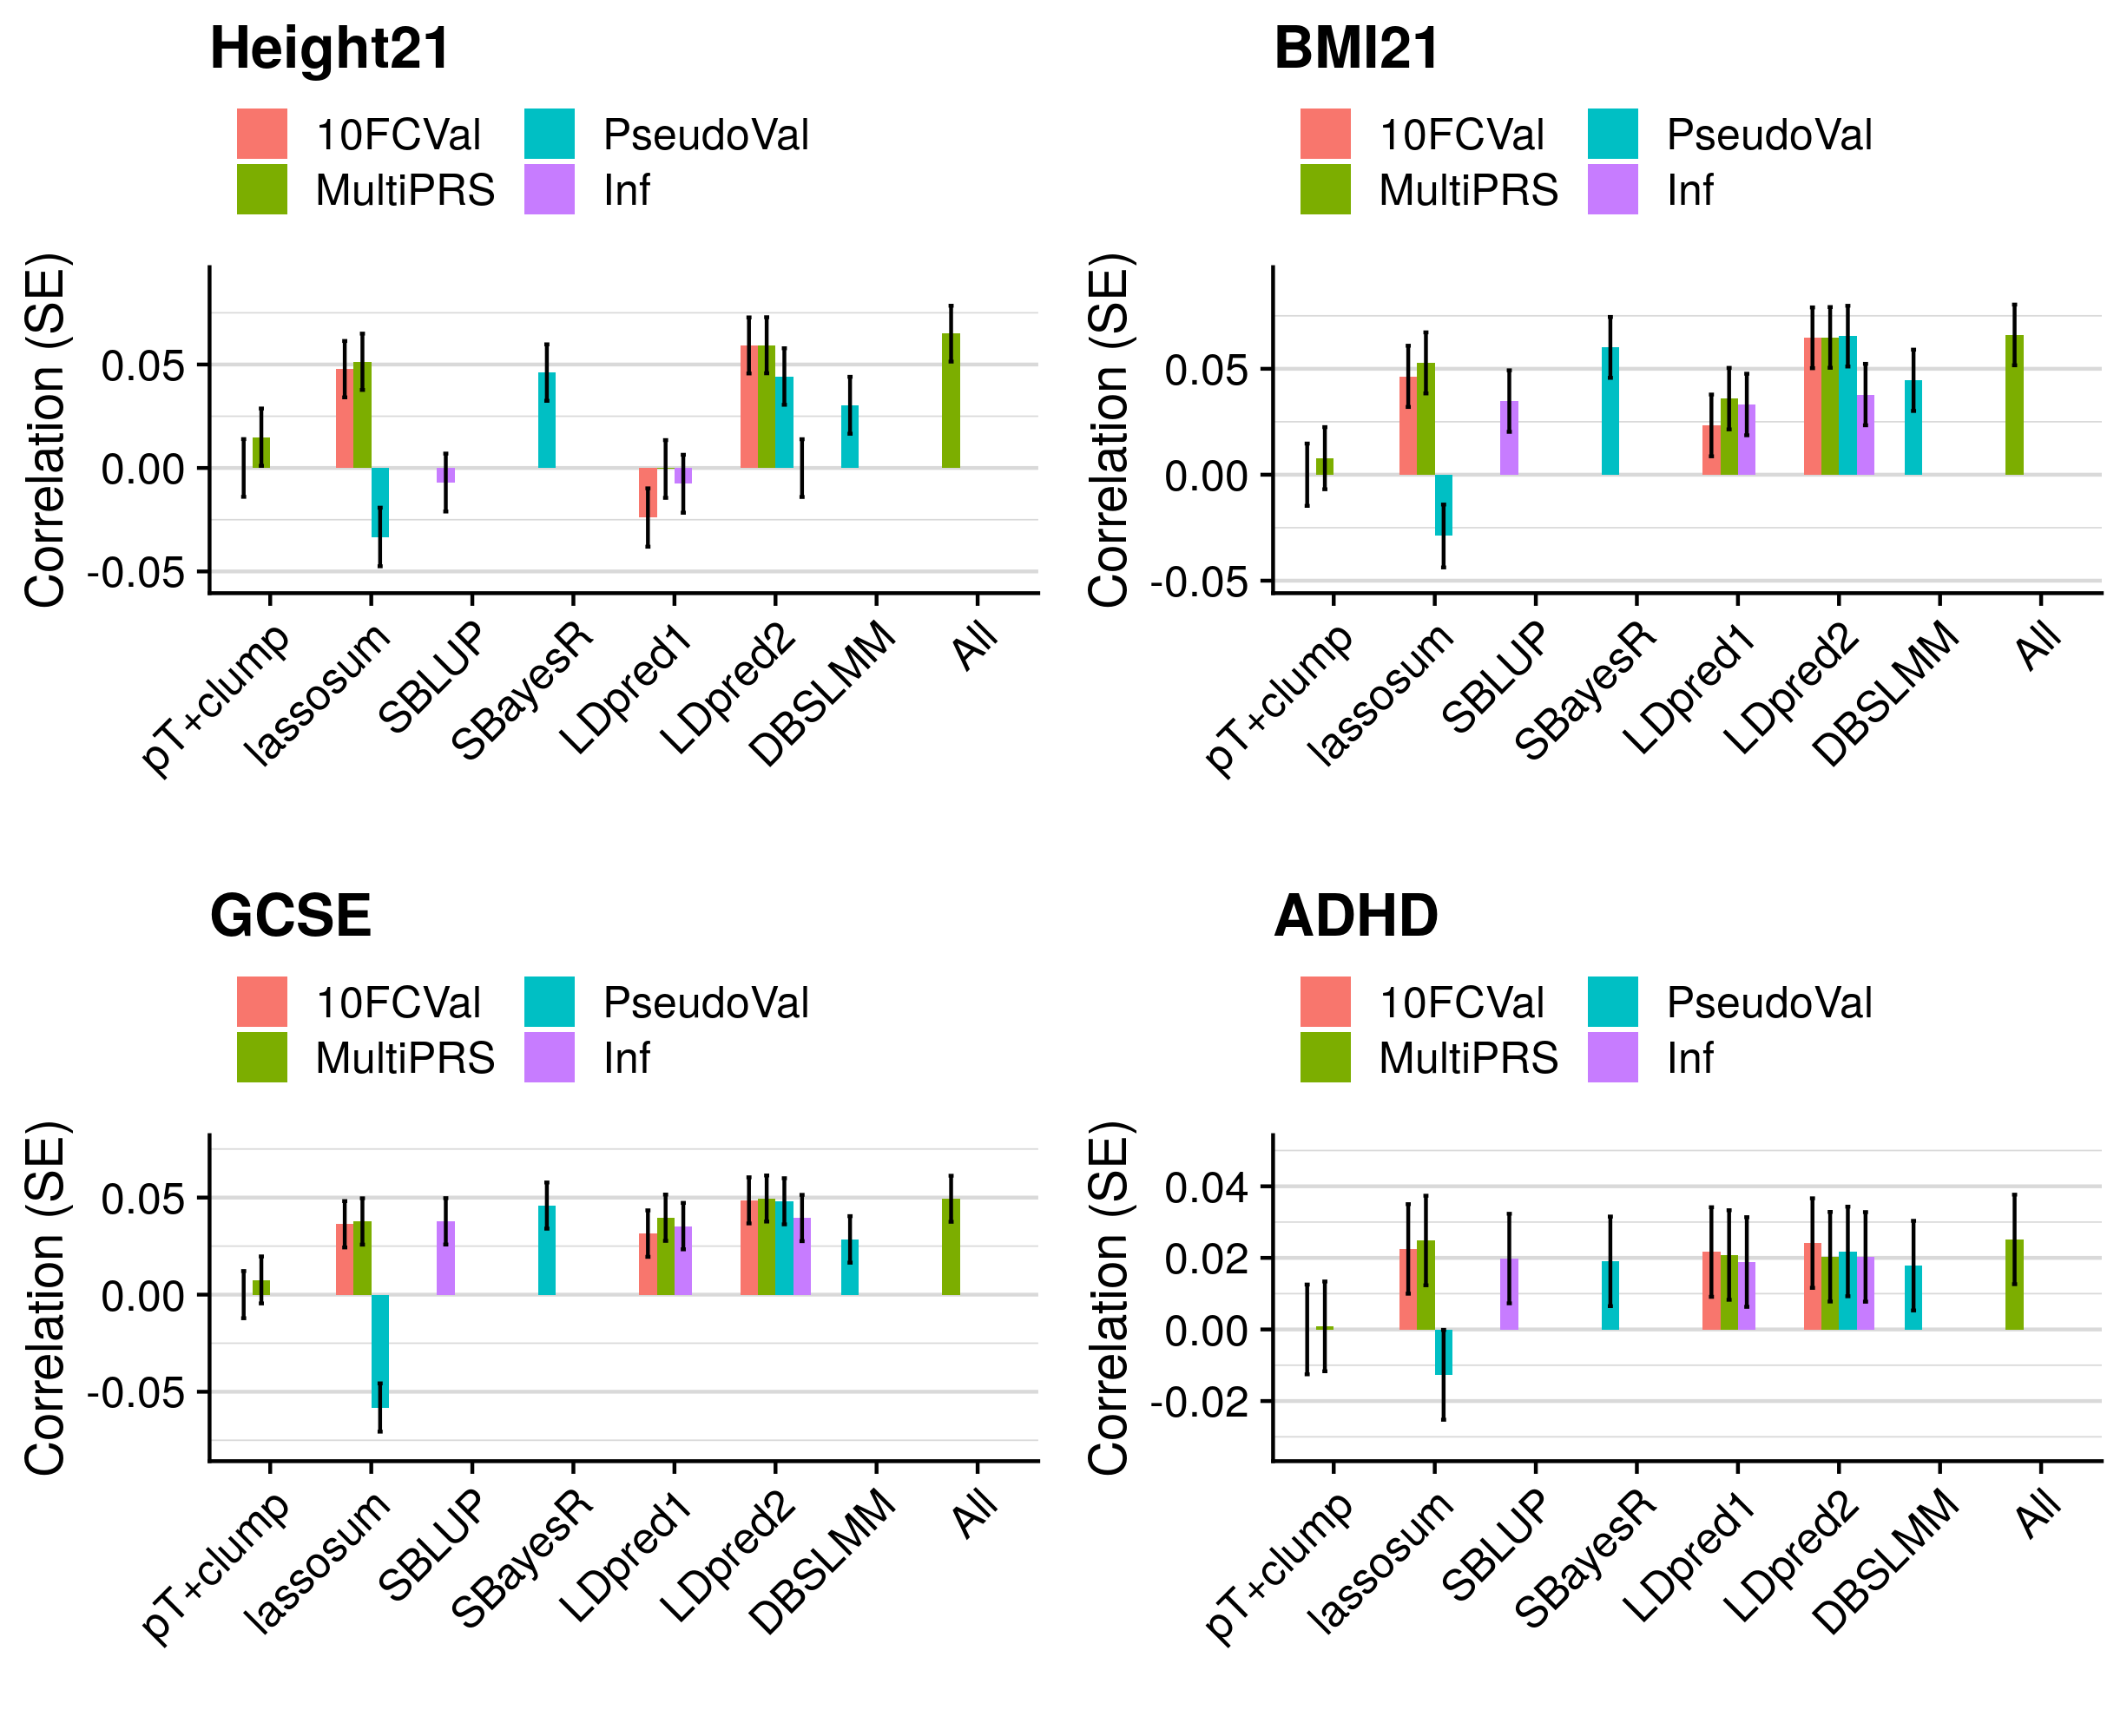 Height21
10FCVal
PseudoVal
MultiPRS
Inf
Correlation (SE)
0.05
0.00
-0.05
pT+clump
lassosum
SBLUP
SBayesR
LDpred1
LDpred2
DBSLMM
All
BMI21
10FCVal
PseudoVal
MultiPRS
Inf
Correlation (SE)
0.05
0.00
-0.05
pT+clump
lassosum
SBLUP
SBayesR
LDpred1
LDpred2
DBSLMM
All
GCSE
10FCVal
PseudoVal
MultiPRS
Inf
Correlation (SE)
0.05
0.00
-0.05
pT+clump
lassosum
SBLUP
SBayesR
LDpred1
LDpred2
DBSLMM
All
ADHD
10FCVal
PseudoVal
MultiPRS
Inf
Correlation (SE)
0.04
0.02
0.00
-0.02
pT+clump
lassosum
SBLUP
SBayesR
LDpred1
LDpred2
DBSLMM
All